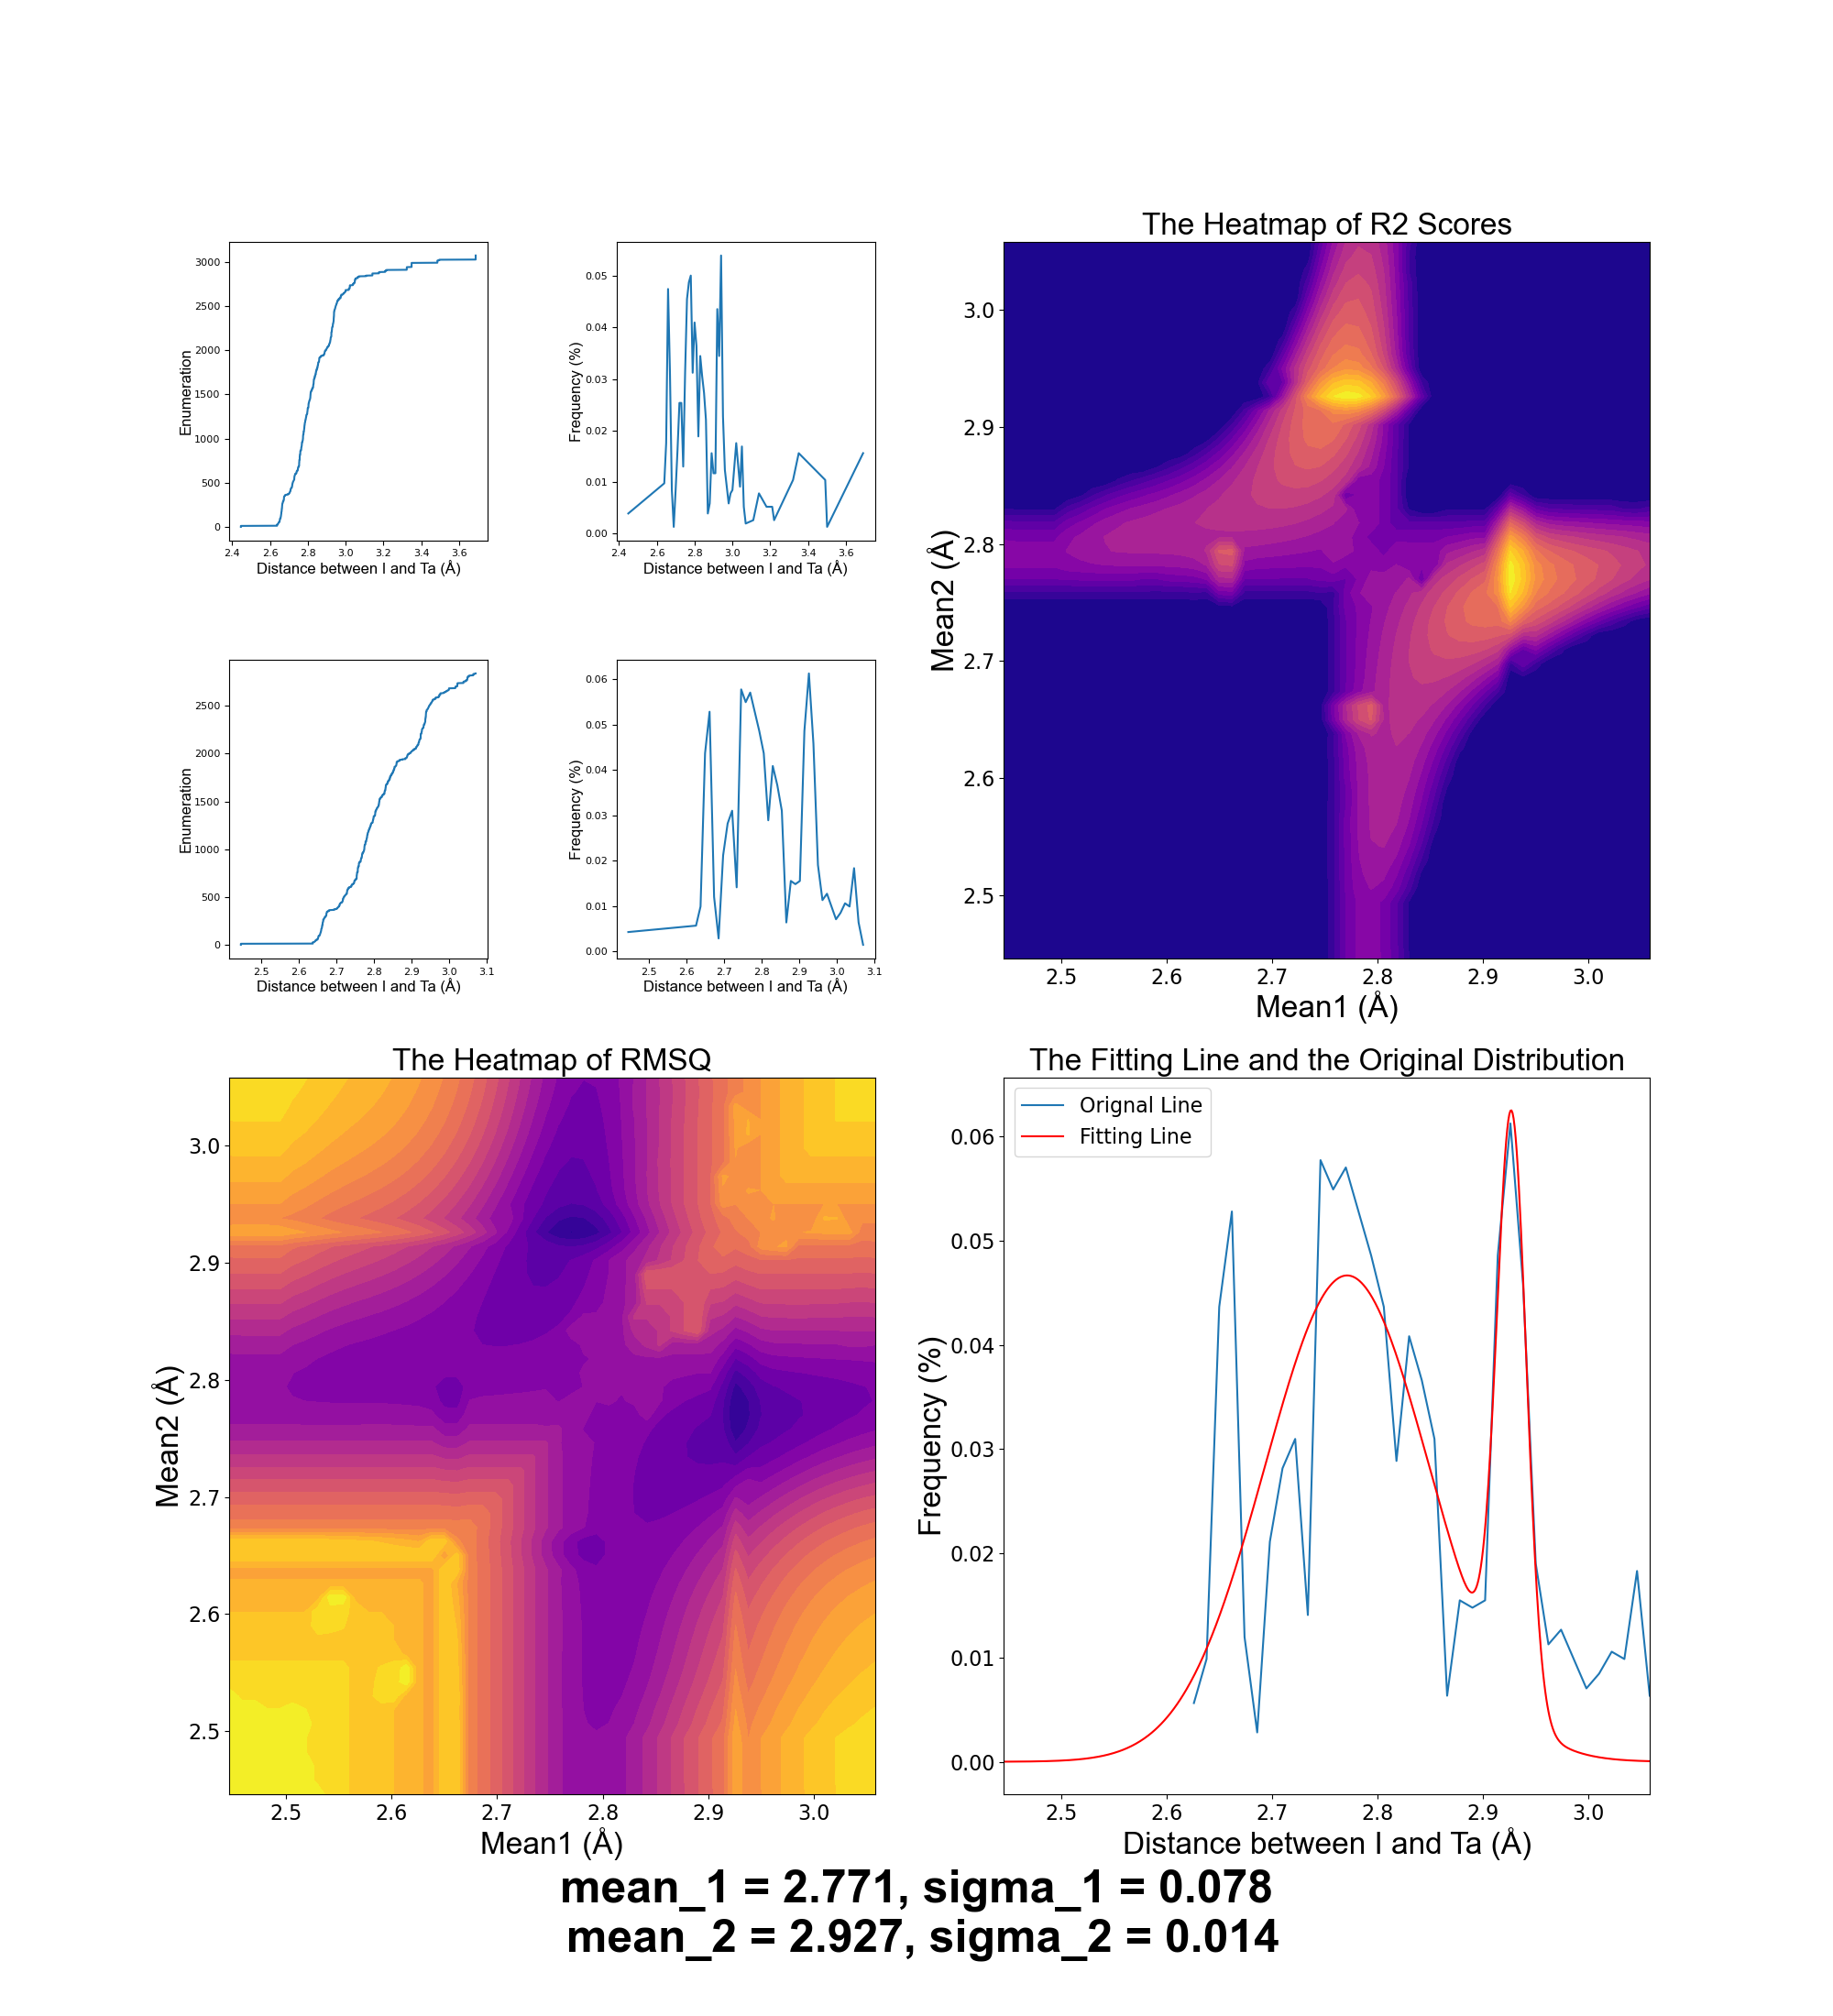 3000
2500
2000
1500
1000
500
0
Enumeration
2.4 2.6 2.8 3.0 3.2 3.4 3.6
Distance between I and Ta (Å)
0.05
0.04
0.03
0.02
0.01
0.00
Frequency (%)
2.4 2.6 2.8 3.0 3.2 3.4 3.6
Distance between I and Ta (Å)
2500
2000
1500
1000
500
0
Enumeration
2.5 2.6 2.7 2.8 2.9 3.0 3.1
Distance between I and Ta (Å)
0.06
0.05
0.04
0.03
0.02
0.01
0.00
Frequency (%)
2.5 2.6 2.7 2.8 2.9 3.0 3.1
Distance between I and Ta (Å)
The Heatmap of R2 Scores
3.0
2.9
2.8
2.7
2.6
2.5
Mean2 (Å)
2.5 2.6 2.7 2.8 2.9 3.0
Mean1 (Å)
The Heatmap of RMSQ
3.0
2.9
2.8
2.7
2.6
2.5
Mean2 (Å)
2.5 2.6 2.7 2.8 2.9 3.0
Mean1 (Å)
The Fitting Line and the Original Distribution
Orignal Line
Fitting Line
0.06
0.05
0.04
0.03
0.02
0.01
0.00
Frequency (%)
2.5 2.6 2.7 2.8 2.9 3.0
Distance between I and Ta (Å)
mean_1 = 2.771, sigma_1 = 0.078
mean_2 = 2.927, sigma_2 = 0.014